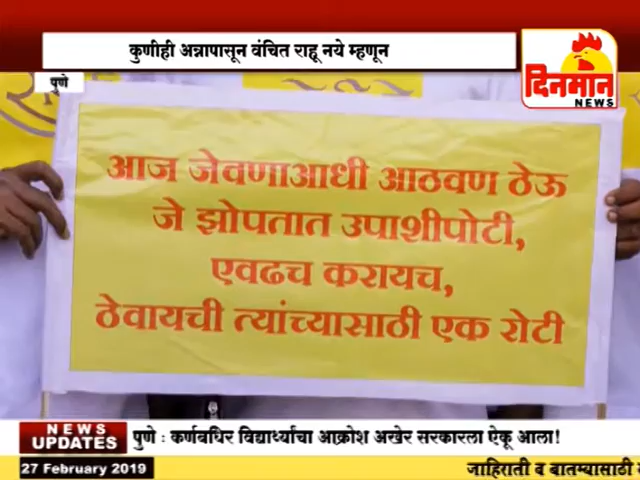 कुणीही अन्नापासून वंचित राहू नये म्हणून
दिनमान
NEWS
पुणे
आज जेवणाआधी आठवण ठेऊ
जे झोपतात उपाशीपोटी,
एवढच करायच,
ठेवायची त्यांच्यासाठी एक रोटी
NEWS
UPDATES
पुणे : कर्णबधिर विद्यार्थ्यांचा आक्रोश अखेर सरकारला ऐकू आला!
27 February 2019
जाहिराती व बातम्यासाठी